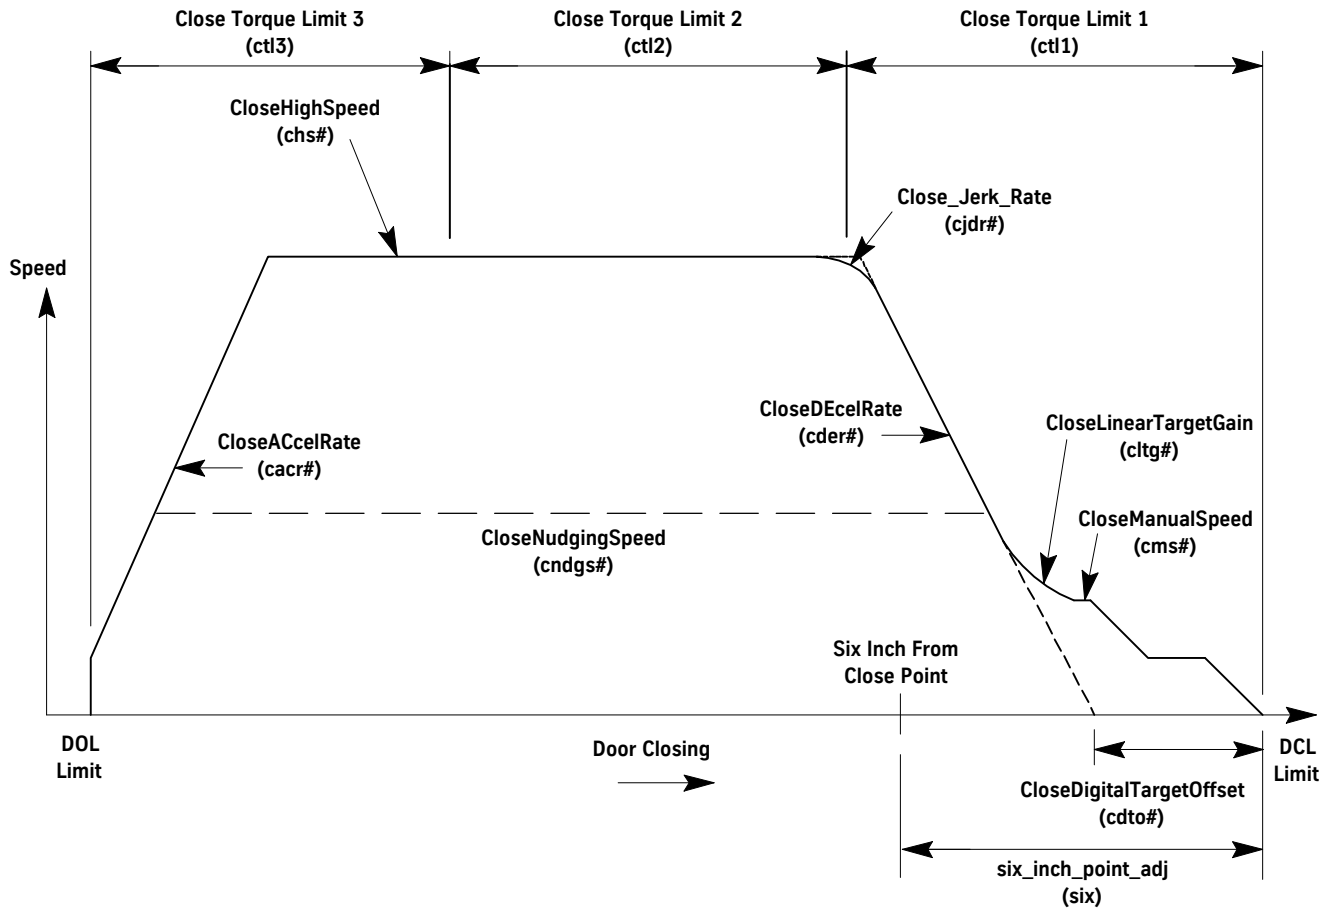 Close Torque Limit 3
(ctl3)
Close Torque Limit 2
(ctl2)
Close Torque Limit 1
(ctl1)
CloseHighSpeed
(chs#)
Close_Jerk_Rate
(cjdr#)
Speed
CloseACcelRate
(cacr#)
CloseDEcelRate
(cder#)
CloseLinearTargetGain
(cltg#)
CloseNudgingSpeed
(cndgs#)
CloseManualSpeed
(cms#)
Six Inch From
Close Point
DOL
Limit
Door Closing
DCL
Limit
CloseDigitalTargetOffset
(cdto#)
six_inch_point_adj
(six)